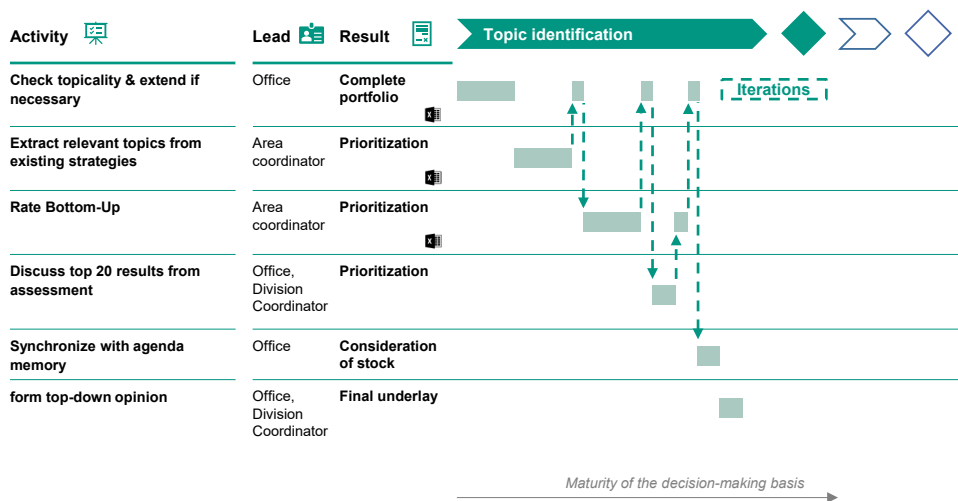 Activity
Lead
Result
Topic identification
Check topicality & extend if
necessary
Office
Complete
portfolio
Iterations
Extract relevant topics from
existing strategies
Area
coordinator
Prioritization
Rate Bottom-Up
Area
coordinator
Prioritization
Discuss top 20 results from
assessment
Office,
Division
Coordinator
Prioritization
Synchronize with agenda
memory
Office
Consideration
of stock
form top-down opinion
Office,
Division
Coordinator
Final underlay
Maturity of the decision-making basis